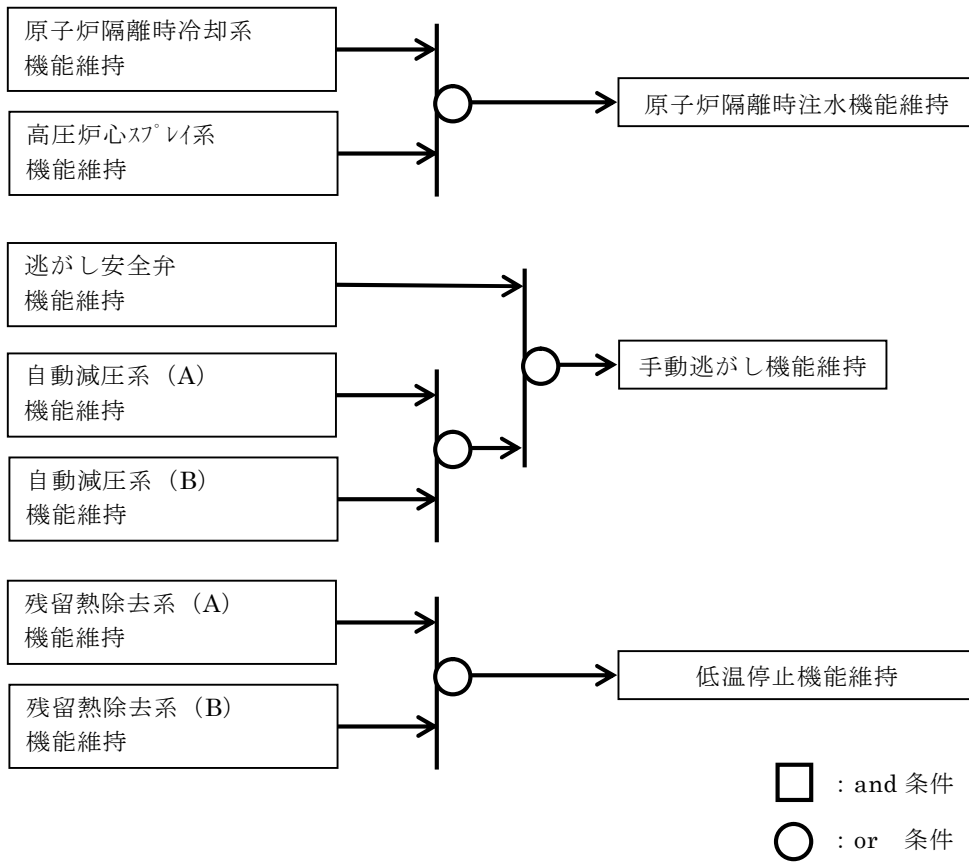 原子炉隔離時冷却系
機能維持
原子炉隔離時注水機能維持
高圧炉心ｽﾌﾟﾚｲ系
機能維持
逃がし安全弁
機能維持
手動逃がし機能維持
自動減圧系（A）
機能維持
自動減圧系（B）
機能維持
残留熱除去系（A）
機能維持
低温停止機能維持
残留熱除去系（B）
機能維持
：and 条件
：or　条件